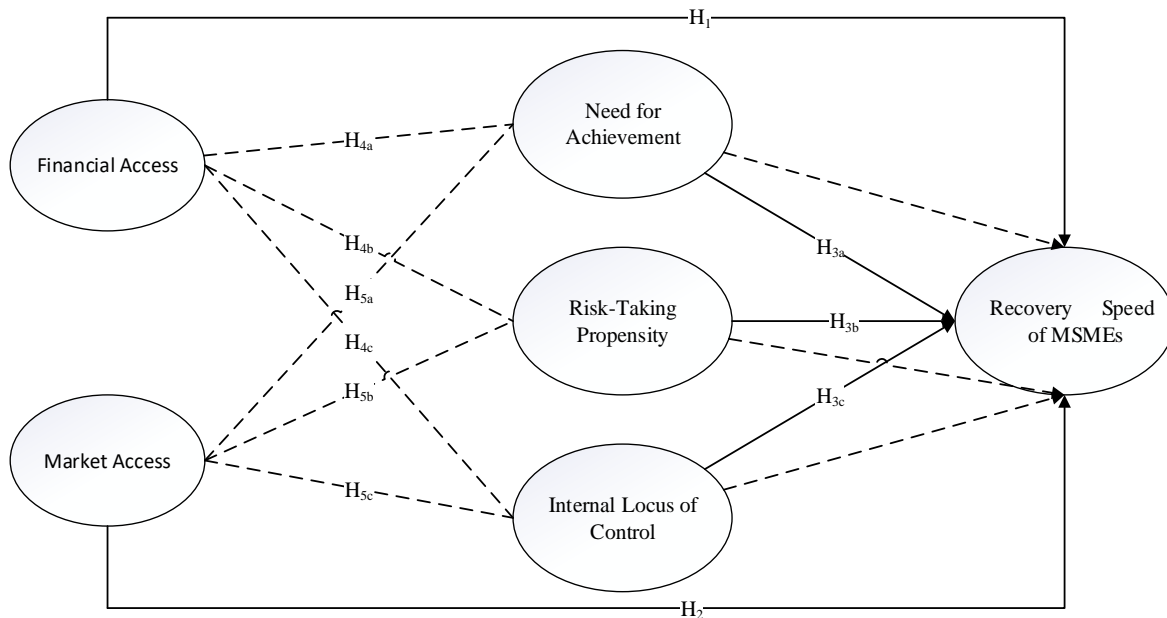 H1
Need for
Achievement
Financial Access
H4a
H4b
H3a
H5a
Risk-Taking
Propensity
H3b
Recovery Speed
of MSMEs
H4c
H5b
H3c
Market Access
H5c
Internal Locus of
Control
H2